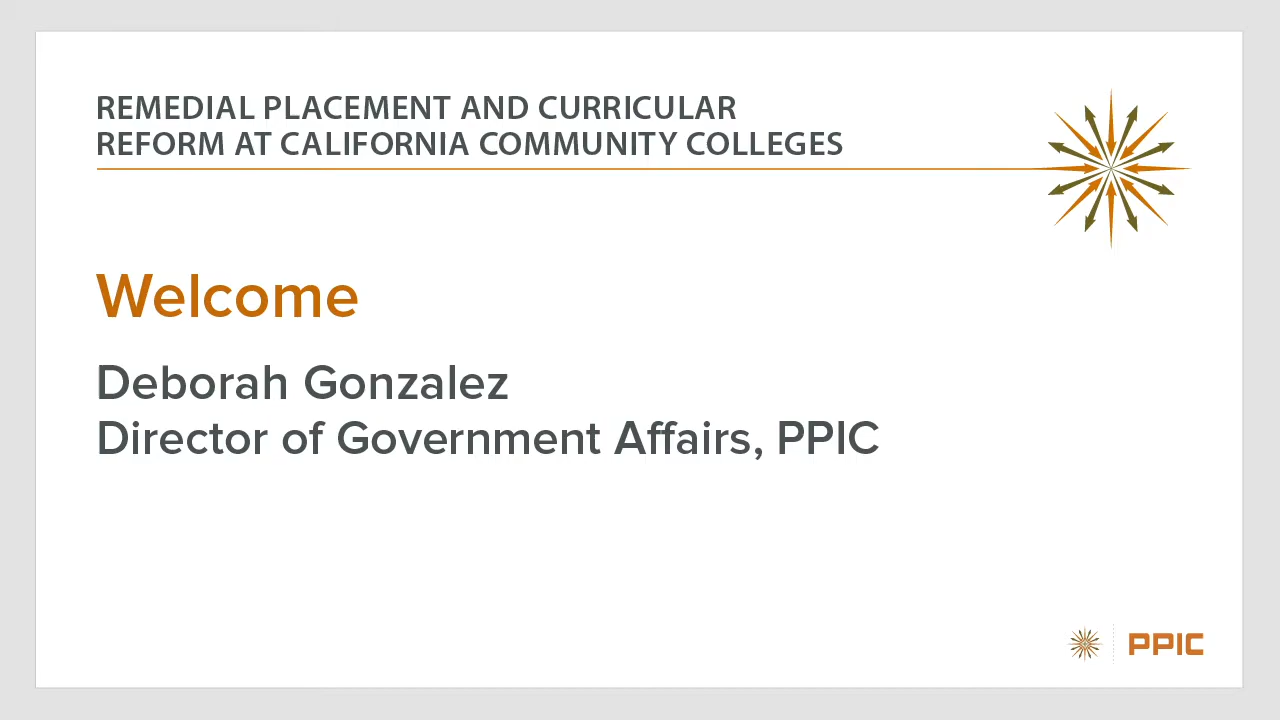 REMEDIAL PLACEMENT AND CURRICULAR
REFORM AT CALIFORNIA COMMUNITY COLLEGES
Welcome
Deborah Gonzalez
Director of Government Affairs, PPIC
PPIC